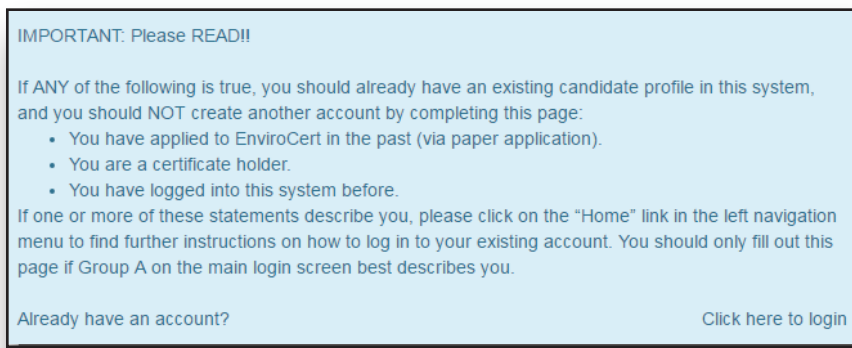 IMPORTANT: Please READ!!
If ANY of the following is true, you should already have an existing candidate profile in this system,
and you should NOT create another account by completing this page:
• You have applied to EnviroCert in the past (via paper application).
• You are a certificate holder.
• You have logged into this system before.
If one or more of these statements describe you, please click on the “Home” link in the left navigation
menu to find further instructions on how to log in to your existing account. You should only fill out this
page if Group A on the main login screen best describes you.
Already have an account? Click here to login